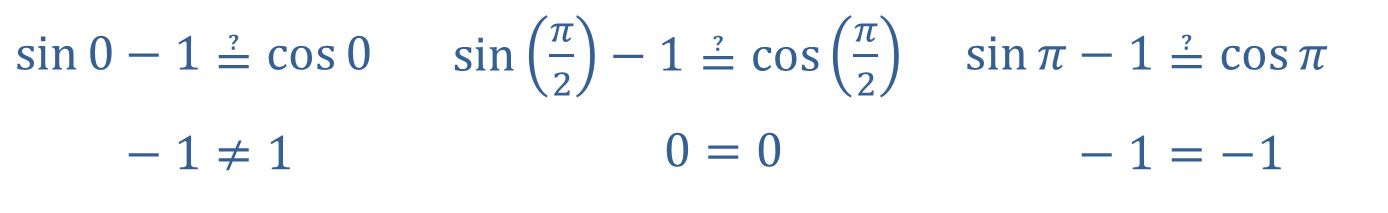 sin 0 − 1 ≟ cos 0
− 1 ≠ 1
sin (π/2) − 1 ≟ cos (π/2)
0 = 0
sin π − 1 ≟ cos π
− 1 = −1